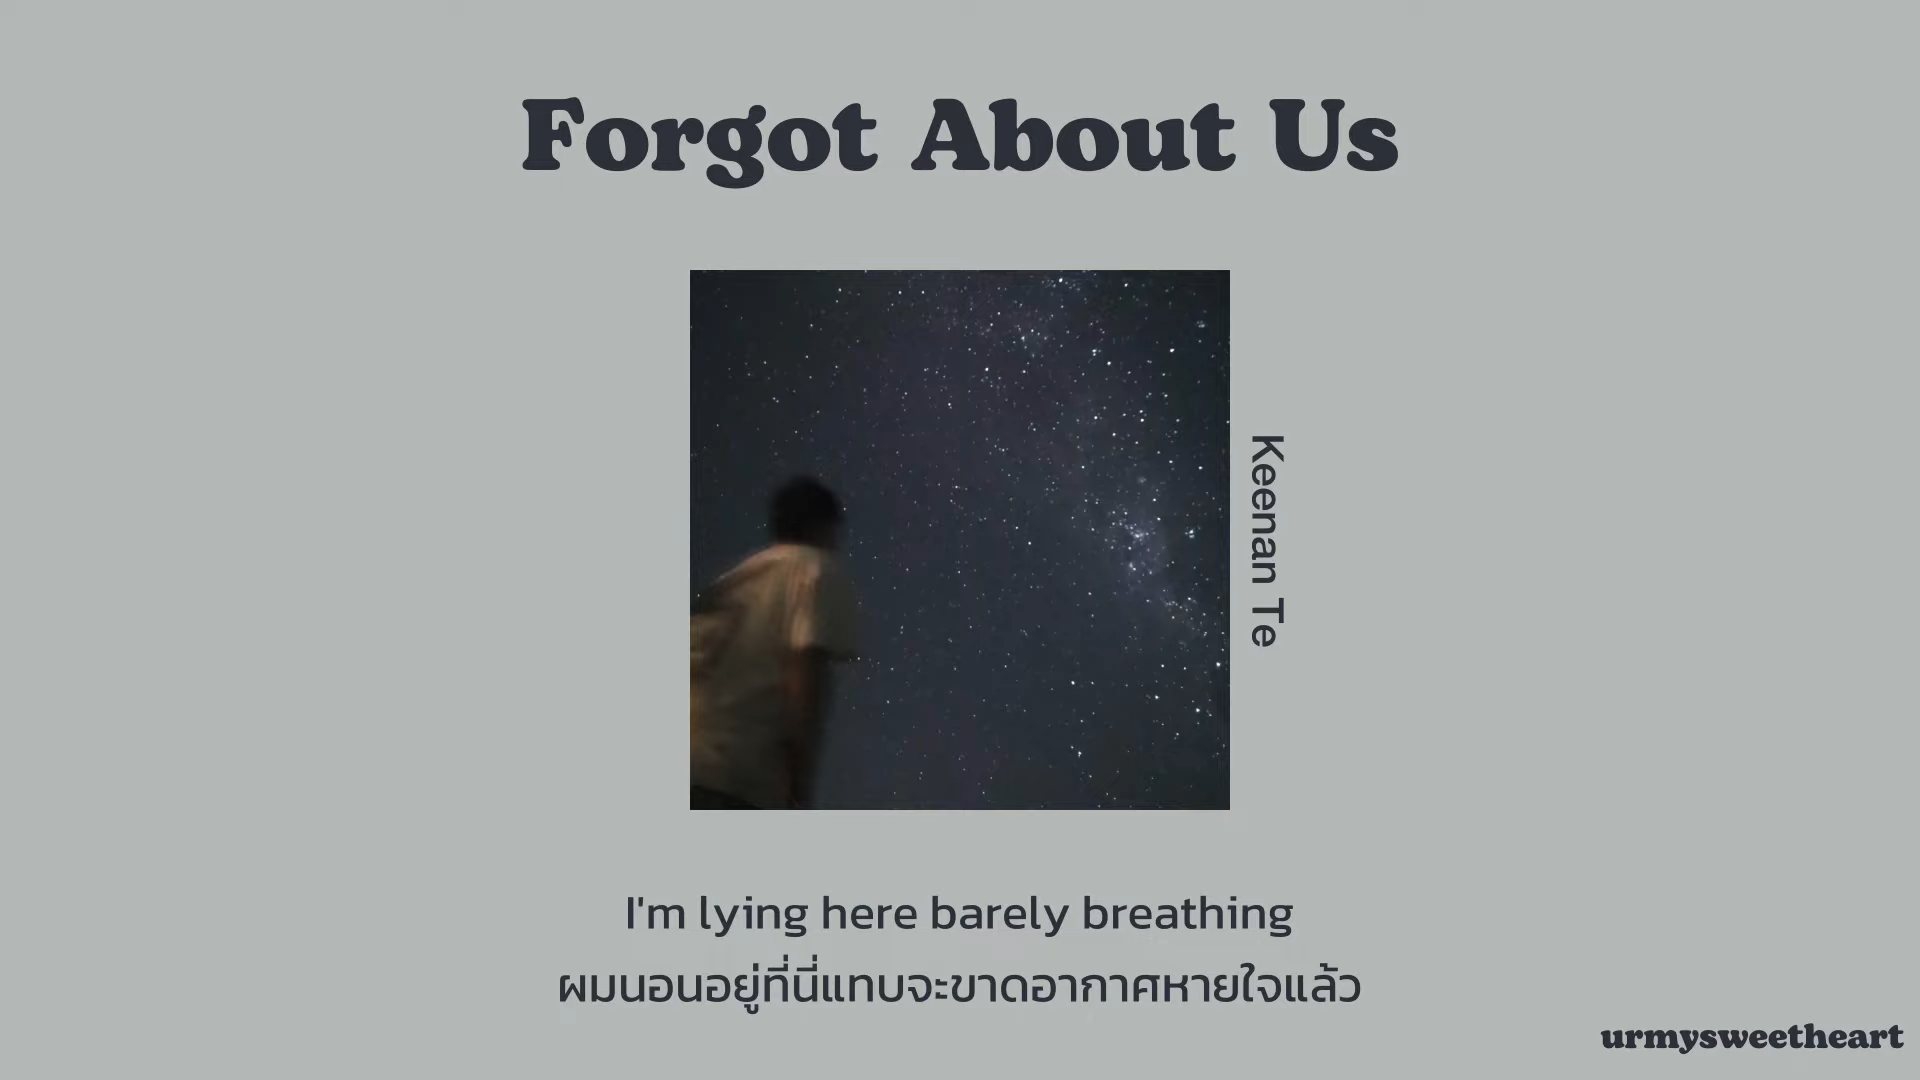 Forgot About Us
Keenan Te
I'm lying here barely breathing
ผมนอนอยู่ที่นี่แทบจะขาดอากาศหายใจแล้ว
urmysweetheart